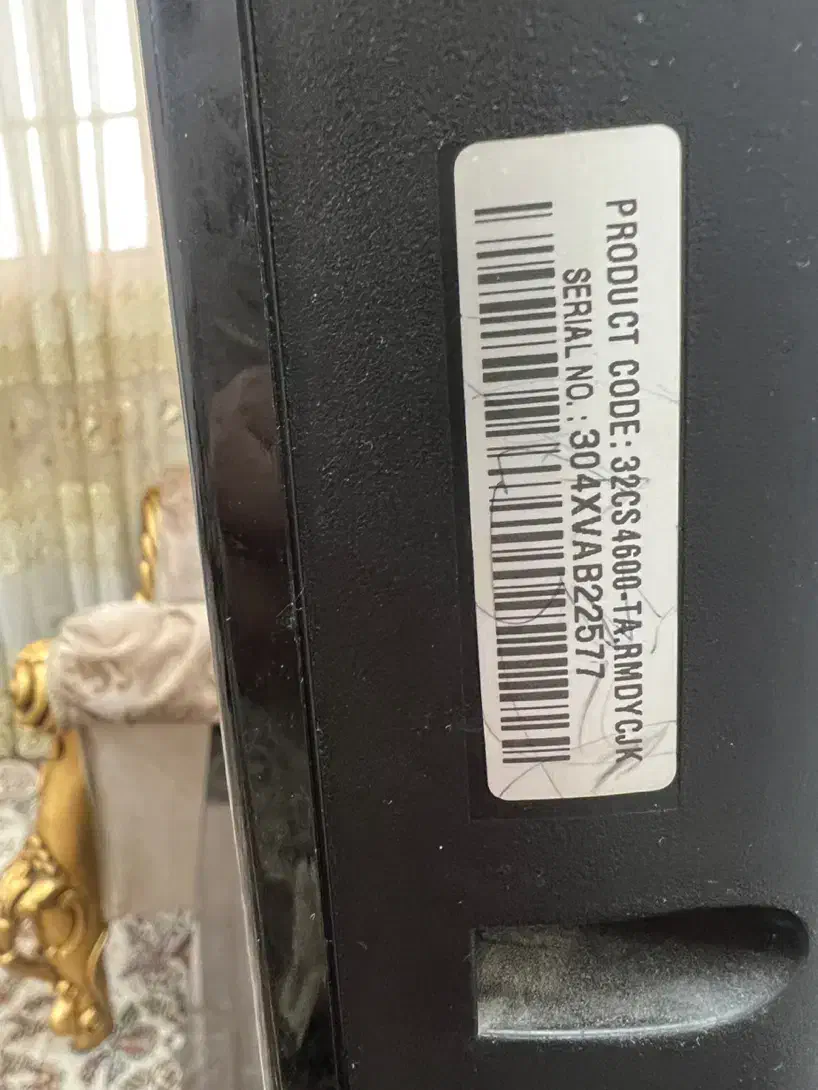 PRODUCT CODE: 32CS4600-TA.RMDYCJK
SERIAL NO.: 304XVAB22577